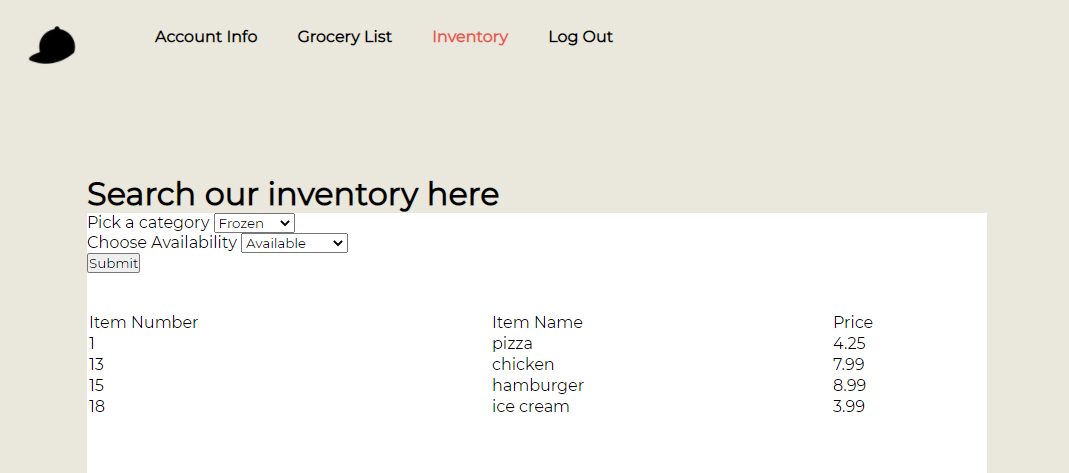 Account Info Grocery List Inventory Log Out
Search our inventory here
Pick a category Frozen
Choose Availability Available
Submit
Item Number Item Name Price
1 pizza 4.25
13 chicken 7.99
15 hamburger 8.99
18 ice cream 3.99